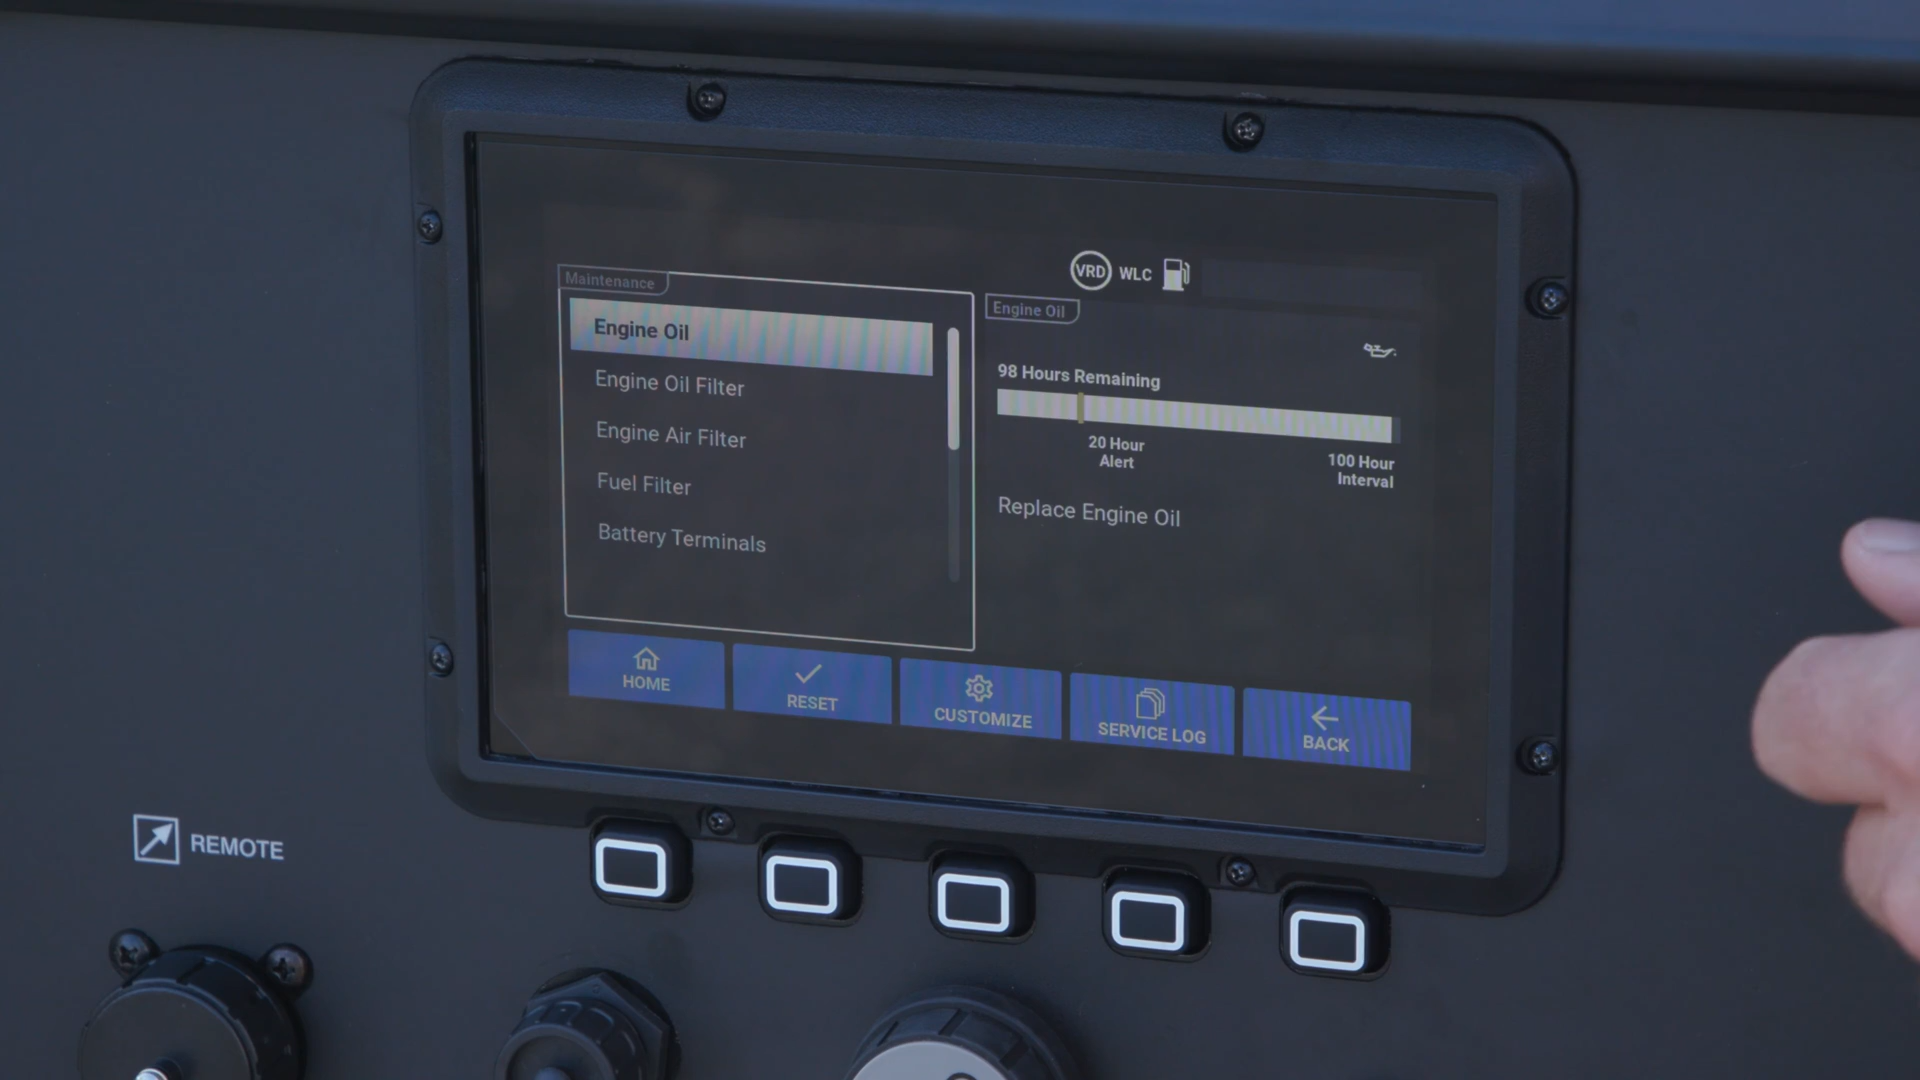 VRD WLC
Maintenance
Engine Oil
Engine Oil Filter
Engine Air Filter
Fuel Filter
Battery Terminals
Engine Oil
98 Hours Remaining
20 Hour
Alert
100 Hour
Interval
Replace Engine Oil
HOME
RESET
CUSTOMIZE
SERVICE LOG
BACK
REMOTE